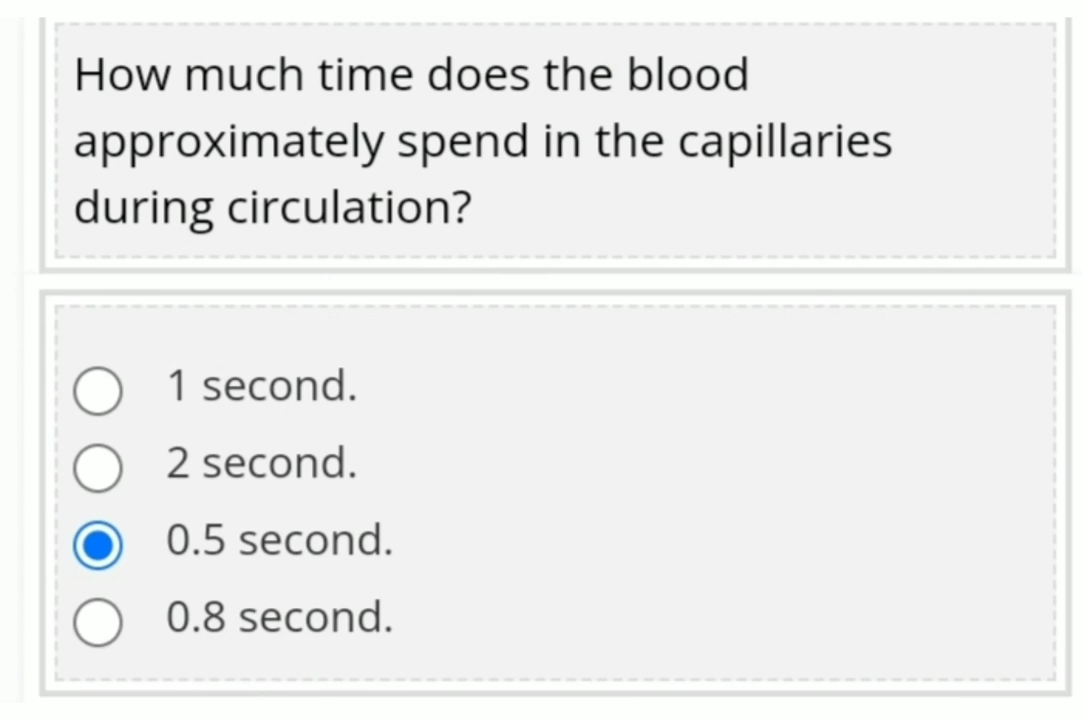 How much time does the blood
approximately spend in the capillaries
during circulation?
1 second.
2 second.
0.5 second.
0.8 second.